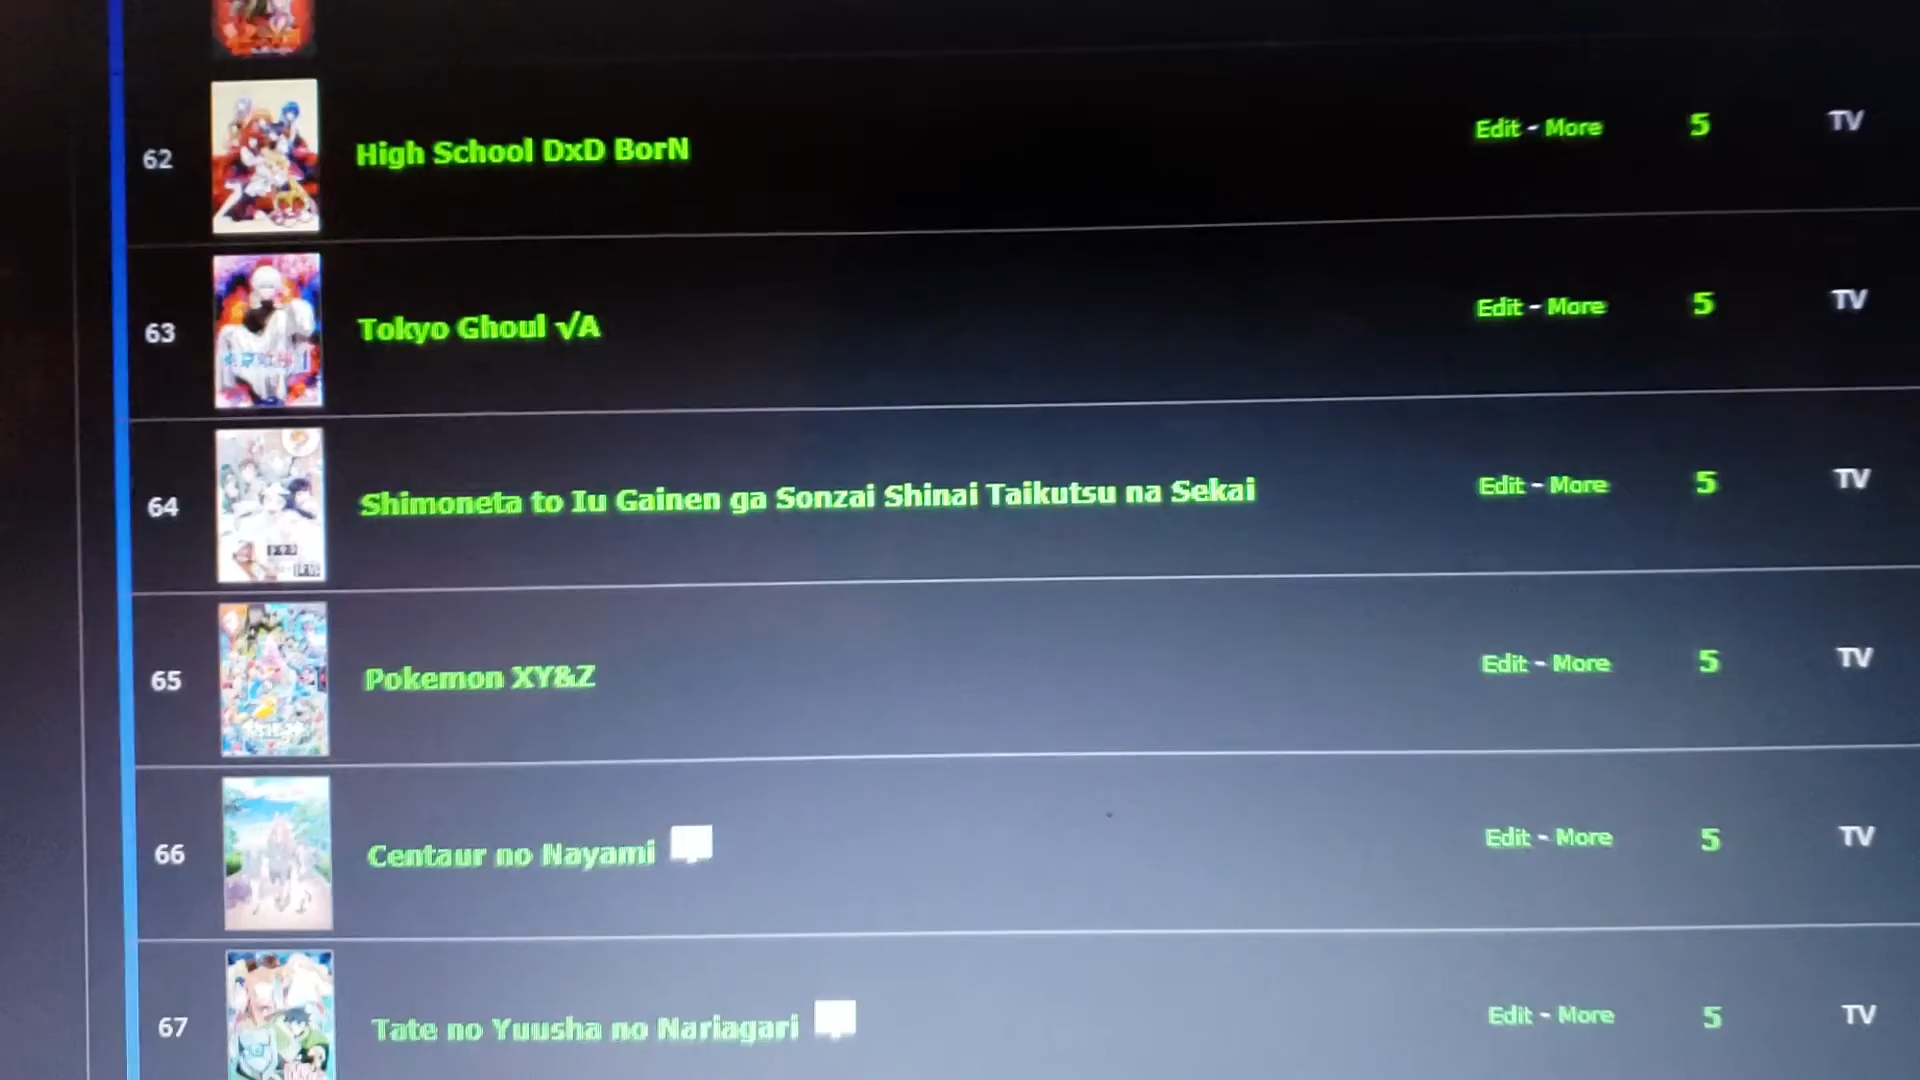 62 High School DxD BorN Edit - More 5 TV
63 Tokyo Ghoul √A Edit - More 5 TV
64 Shimoneta to Iu Gainen ga Sonzai Shinai Taikutsu na Sekai Edit - More 5 TV
65 Pokemon XY&Z Edit - More 5 TV
66 Centaur no Nayami Edit - More 5 TV
67 Tate no Yuusha no Nariagari Edit - More 5 TV